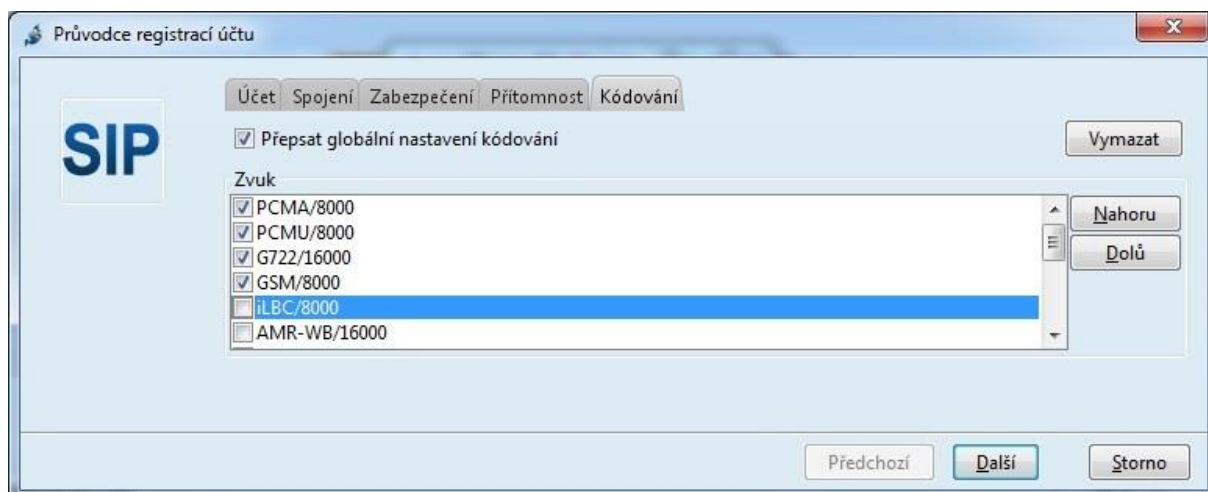 Průvodce registrací účtu
SIP
Účet Spojení Zabezpečení Přítomnost Kódování
Přepsat globální nastavení kódování
Vymazat
Zvuk
PCMA/8000
PCMU/8000
G722/16000
GSM/8000
iLBC/8000
AMR-WB/16000
Nahoru
Dolů
Předchozí Další Storno